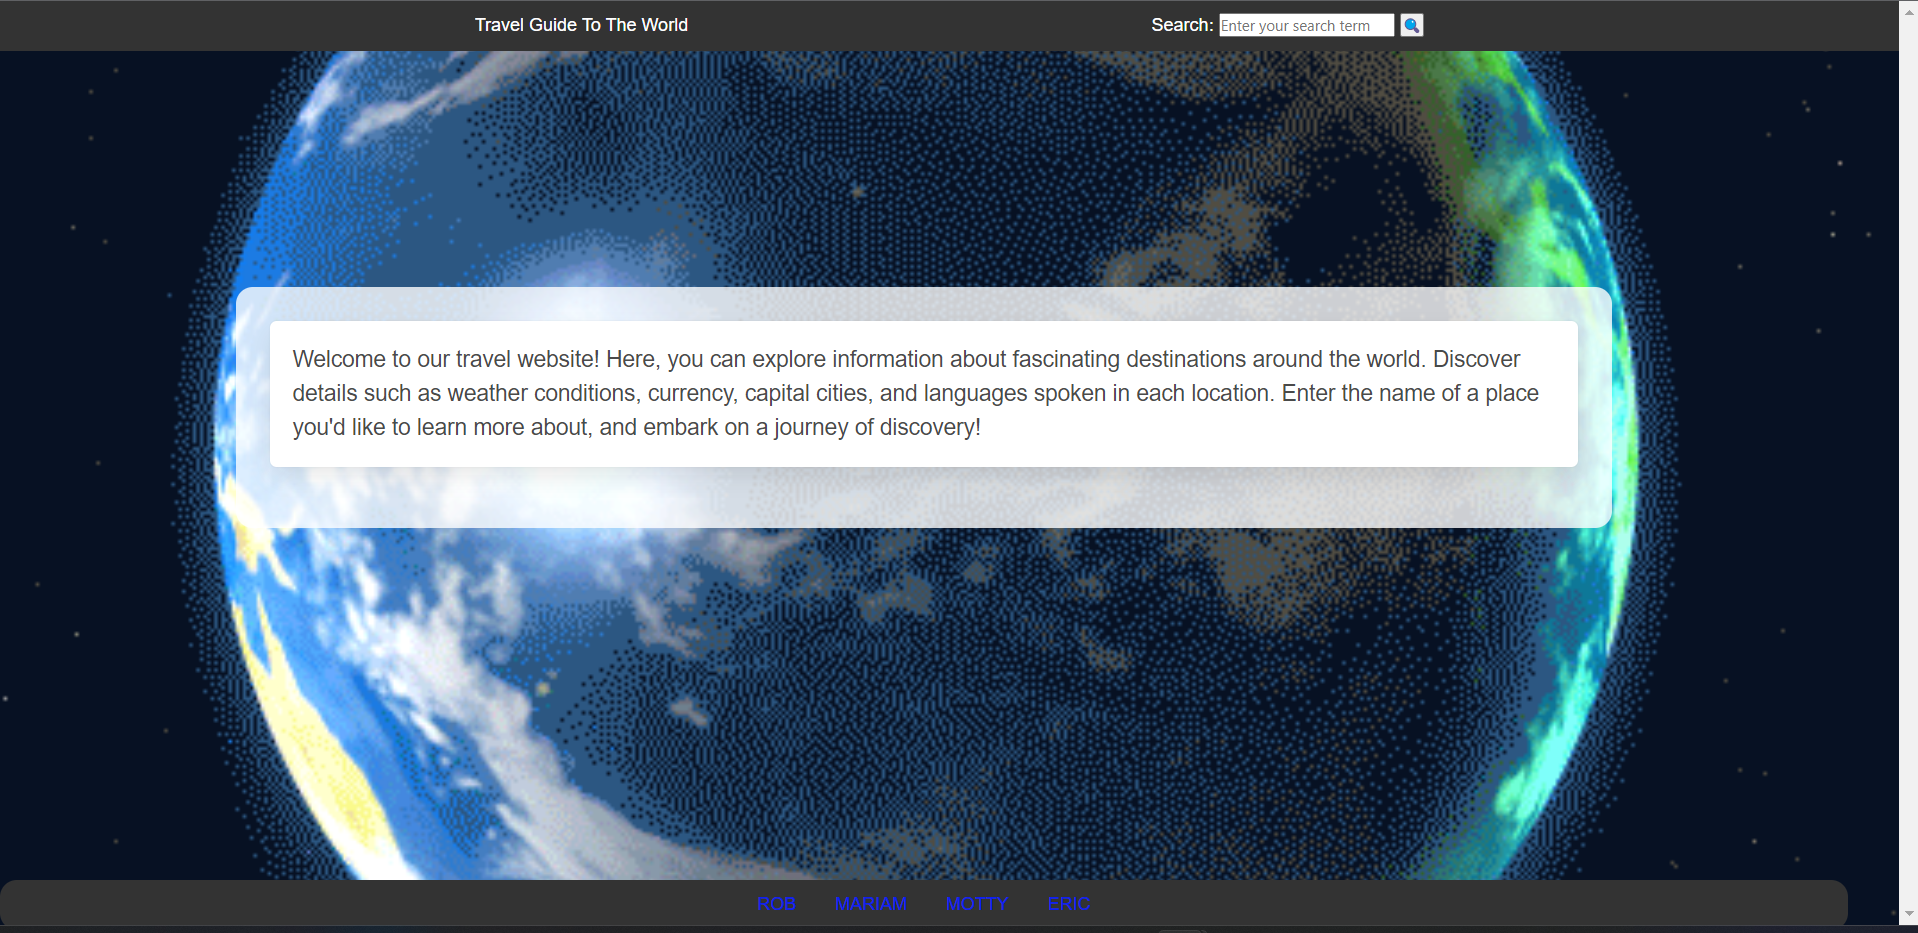 Travel Guide To The World
Search: Enter your search term
Welcome to our travel website! Here, you can explore information about fascinating destinations around the world. Discover
details such as weather conditions, currency, capital cities, and languages spoken in each location. Enter the name of a place
you'd like to learn more about, and embark on a journey of discovery!
ROB MARIAM MOTTY ERIC